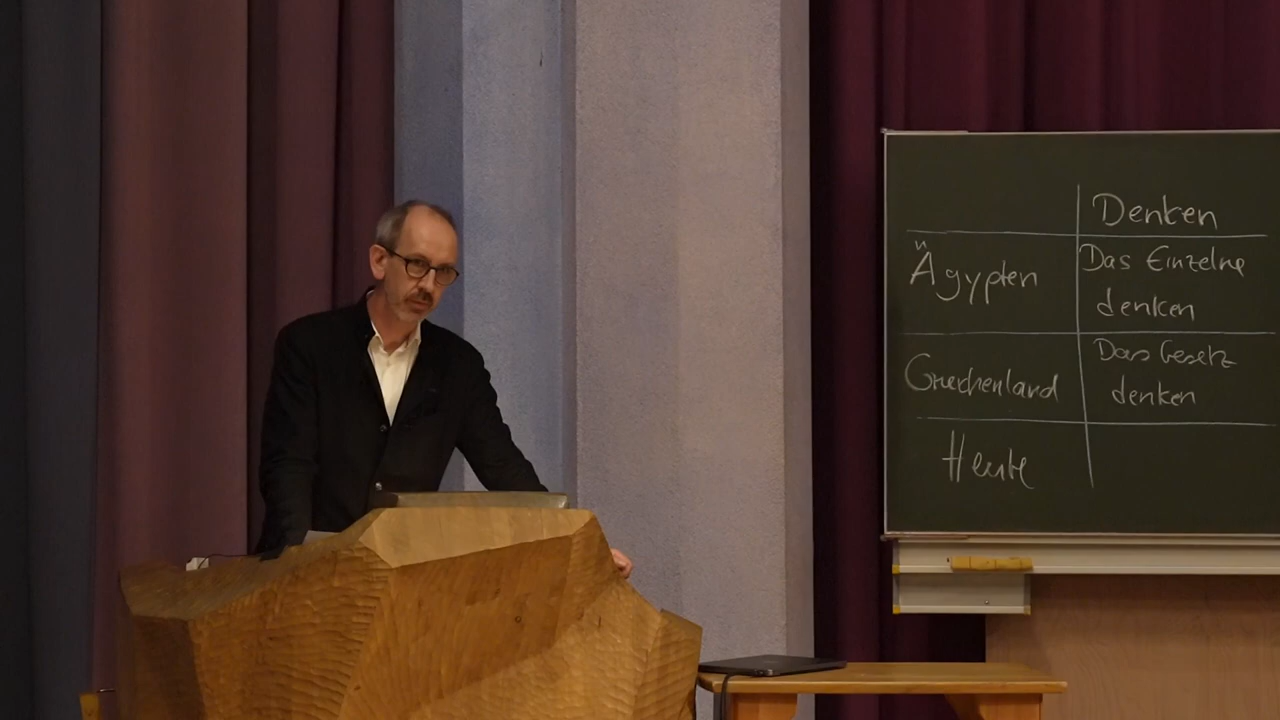 Denken
Ägypten
Das Einzelne
denken
Griechenland
Das Gesetz
denken
Heute